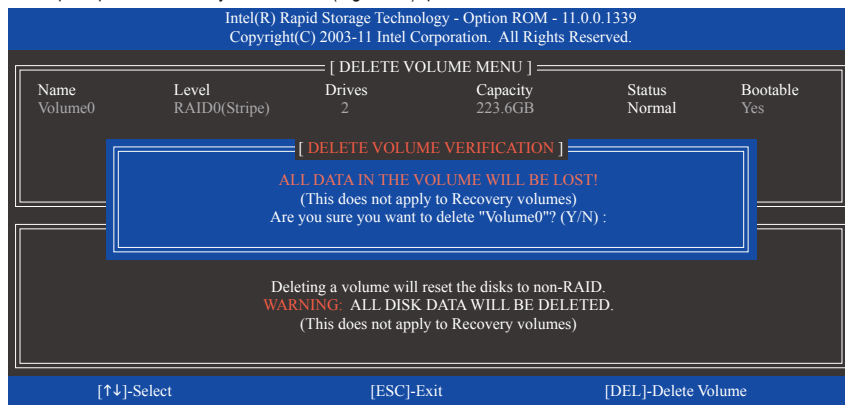 Intel(R) Rapid Storage Technology - Option ROM - 11.0.0.1339
Copyright(C) 2003-11 Intel Corporation. All Rights Reserved.
[ DELETE VOLUME MENU ]
Name Level Drives Capacity Status Bootable
Volume0 RAID0(Stripe) 2 223.6GB Normal Yes
[ DELETE VOLUME VERIFICATION ]
ALL DATA IN THE VOLUME WILL BE LOST!
(This does not apply to Recovery volumes)
Are you sure you want to delete "Volume0"? (Y/N) :
Deleting a volume will reset the disks to non-RAID.
WARNING: ALL DISK DATA WILL BE DELETED.
(This does not apply to Recovery volumes)
[↑↓]-Select [ESC]-Exit [DEL]-Delete Volume